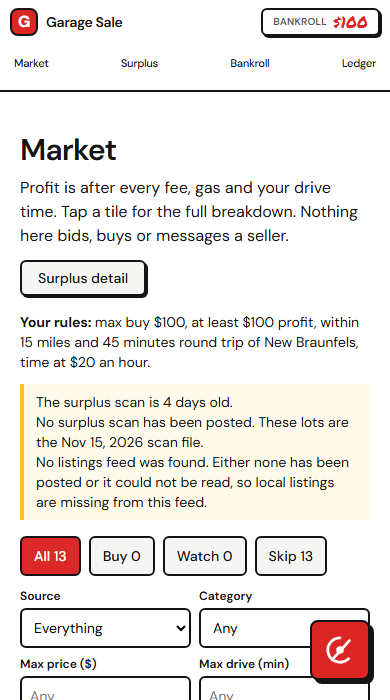 G Garage Sale BANKROLL $100
Market Surplus Bankroll Ledger
Market
Profit is after every fee, gas and your drive
time. Tap a tile for the full breakdown. Nothing
here bids, buys or messages a seller.
Surplus detail
Your rules: max buy $100, at least $100 profit, within
15 miles and 45 minutes round trip of New Braunfels,
time at $20 an hour.
The surplus scan is 4 days old.
No surplus scan has been posted. These lots are
the Nov 15, 2026 scan file.
No listings feed was found. Either none has been
posted or it could not be read, so local listings
are missing from this feed.
All 13 Buy 0 Watch 0 Skip 13
Source Category
Everything Any
Max price ($) Max drive (min)
Any Any